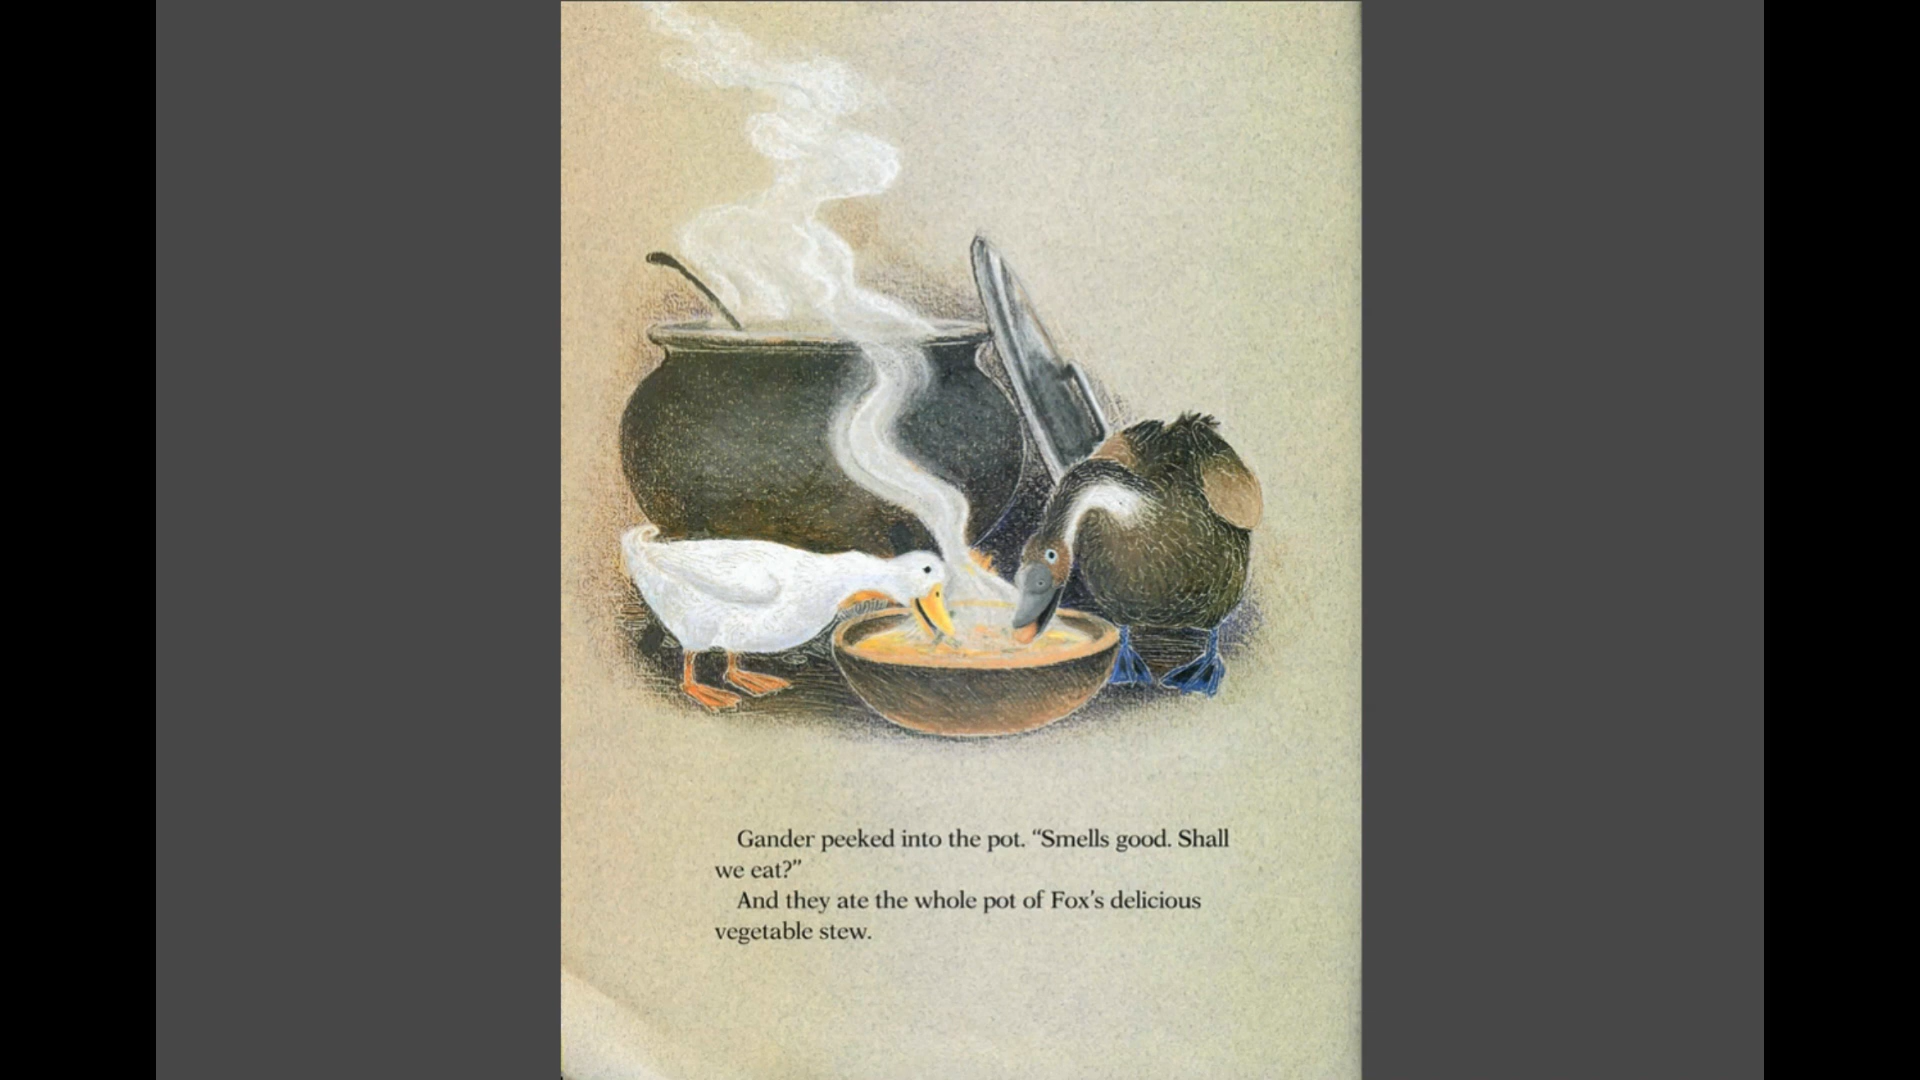 Gander peeked into the pot. “Smells good. Shall
we eat?”
And they ate the whole pot of Fox’s delicious
vegetable stew.